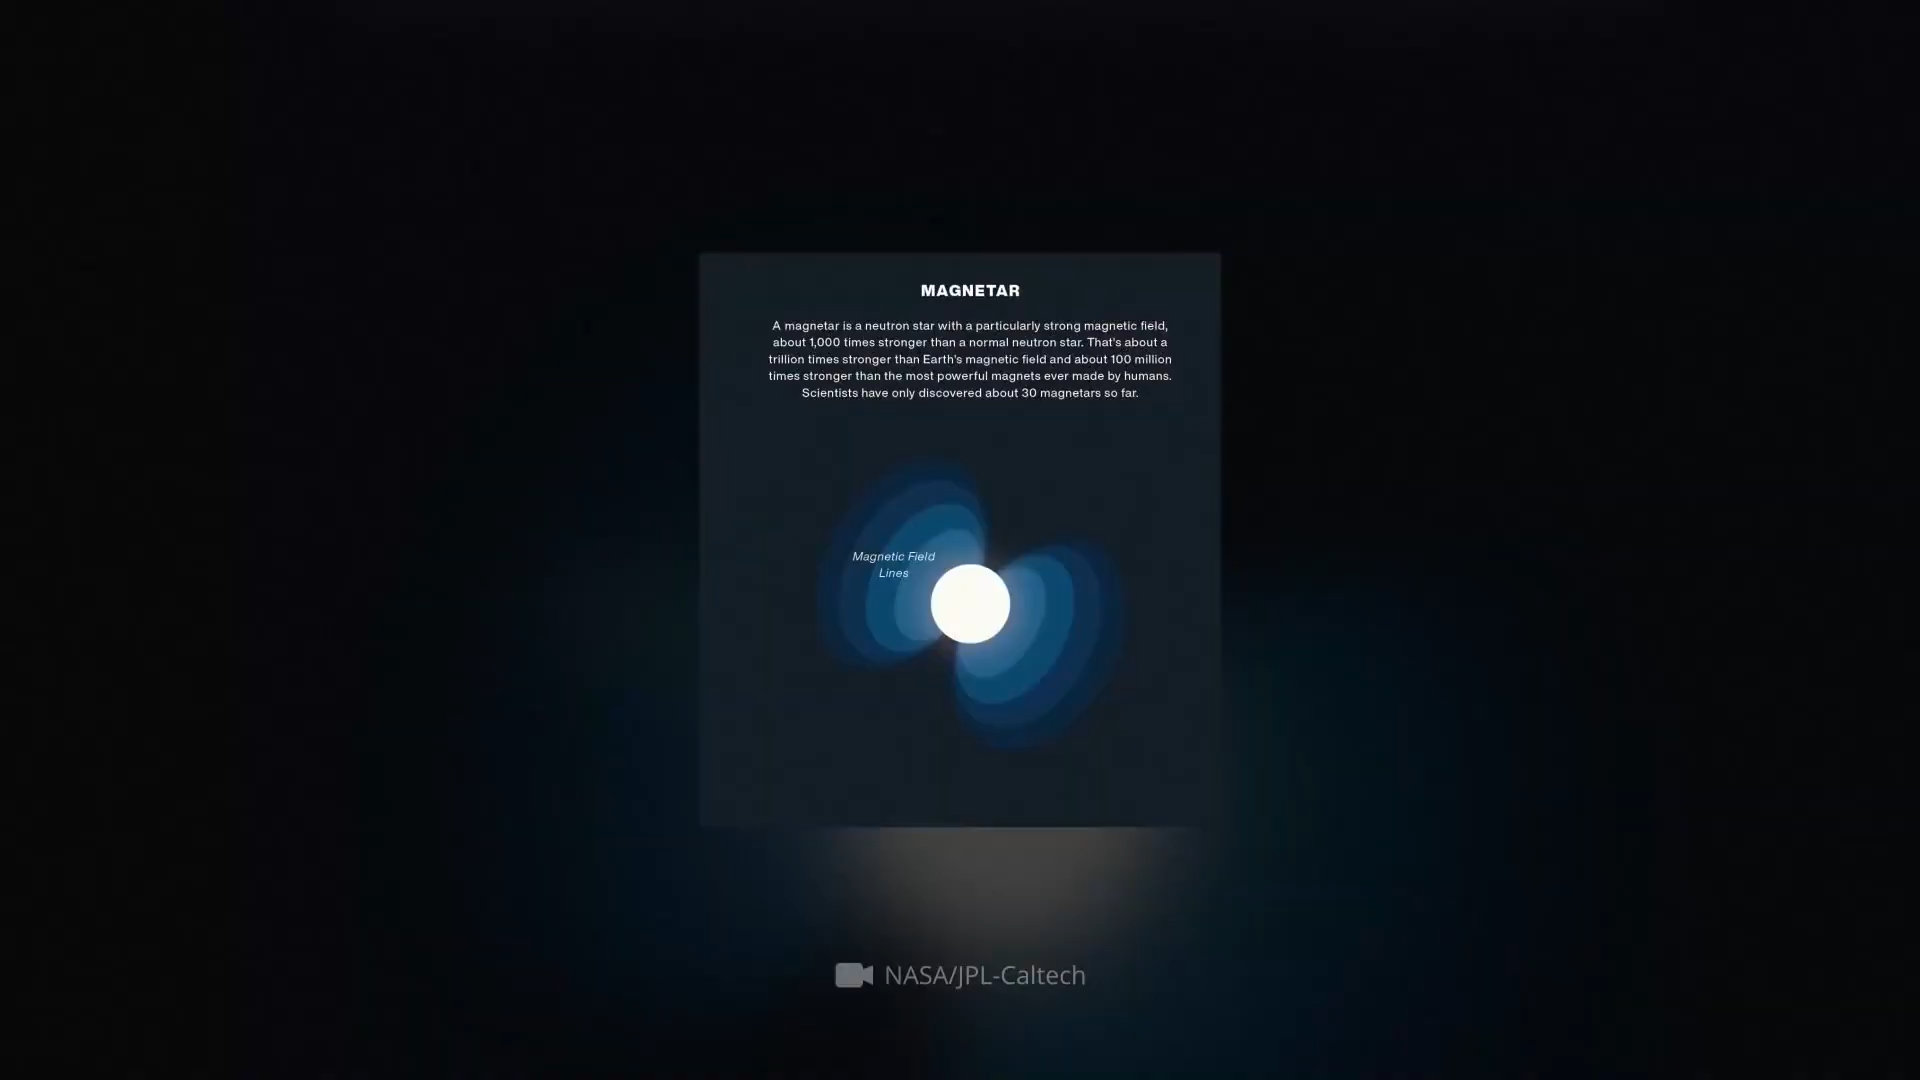 MAGNETAR
A magnetar is a neutron star with a particularly strong magnetic field,
about 1,000 times stronger than a normal neutron star. That's about a
trillion times stronger than Earth's magnetic field and about 100 million
times stronger than the most powerful magnets ever made by humans.
Scientists have only discovered about 30 magnetars so far.
Magnetic Field
Lines
NASA/JPL-Caltech